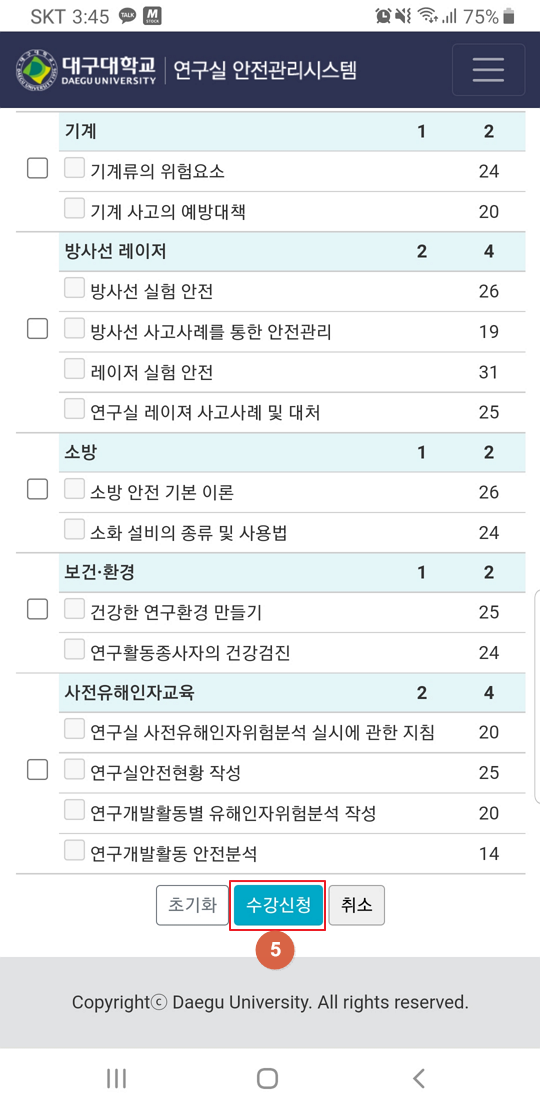 SKT 3:45 TALK M STOCK 75%
대구대학교 연구실 안전관리시스템
DAEGU UNIVERSITY
기계 1 2
기계류의 위험요소 24
기계 사고의 예방대책 20
방사선 레이저 2 4
방사선 실험 안전 26
방사선 사고사례를 통한 안전관리 19
레이저 실험 안전 31
연구실 레이져 사고사례 및 대처 25
소방 1 2
소방 안전 기본 이론 26
소화 설비의 종류 및 사용법 24
보건·환경 1 2
건강한 연구환경 만들기 25
연구활동종사자의 건강검진 24
사전유해인자교육 2 4
연구실 사전유해인자위험분석 실시에 관한 지침 20
연구실안전현황 작성 25
연구개발활동별 유해인자위험분석 작성 20
연구개발활동 안전분석 14
초기화 수강신청 취소
5
Copyrightⓒ Daegu University. All rights reserved.